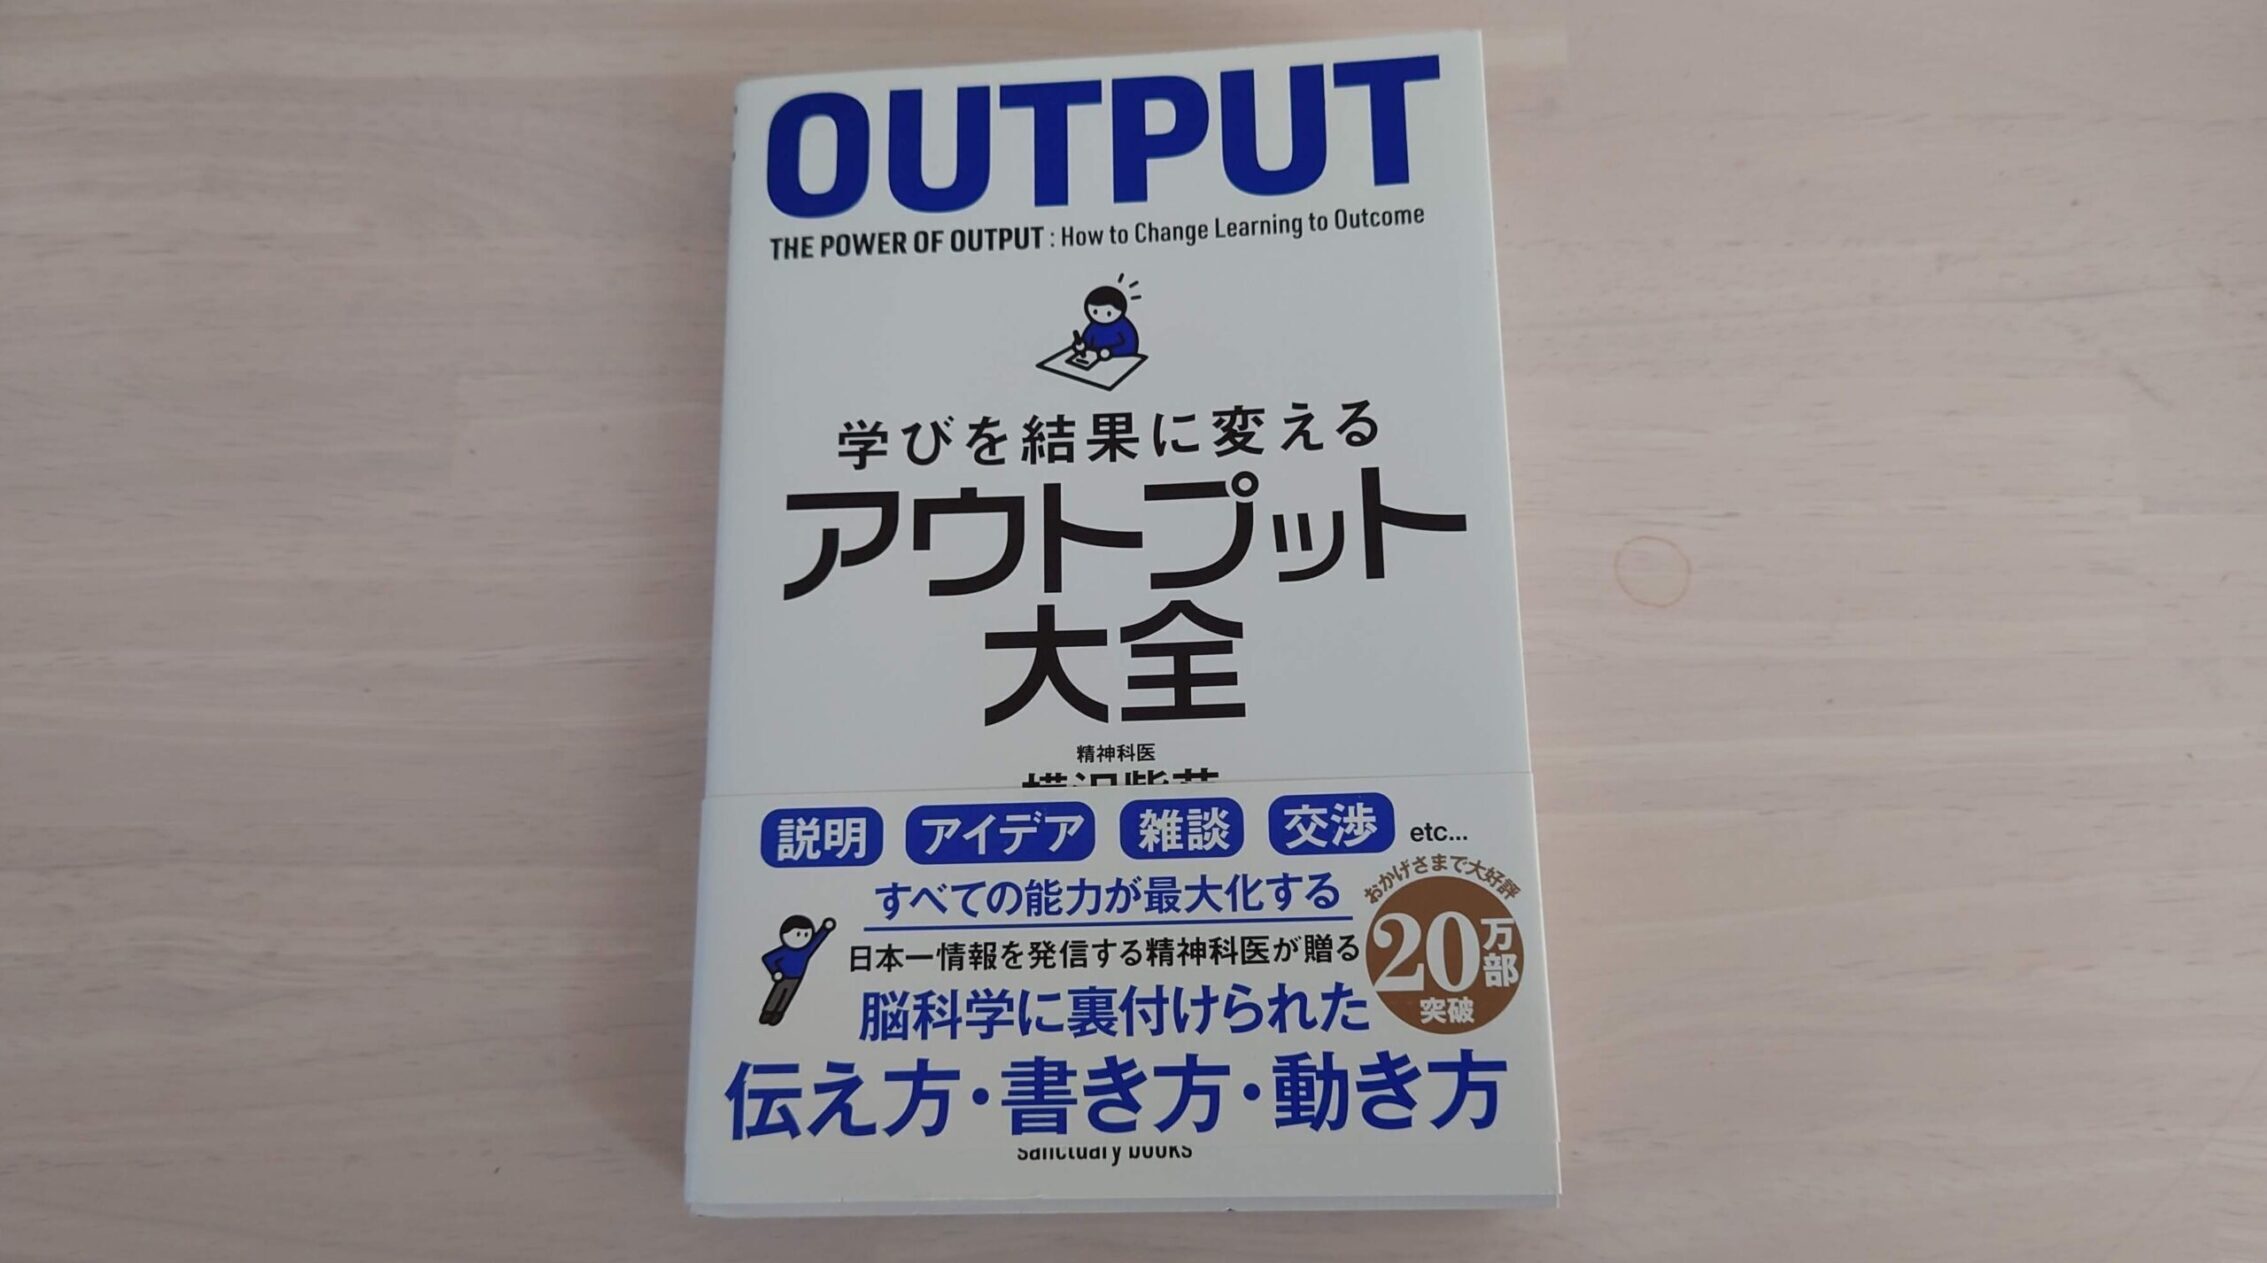 OUTPUT
THE POWER OF OUTPUT : How to Change Learning to Outcome
学びを結果に変える
アウトプット
大全
精神科医
説明 アイデア 雑談 交渉 etc...
すべての能力が最大化する
日本一情報を発信する精神科医が贈る
脳科学に裏付けられた
伝え方・書き方・動き方
おかげさまで大好評
20万部
突破
sanctuary books